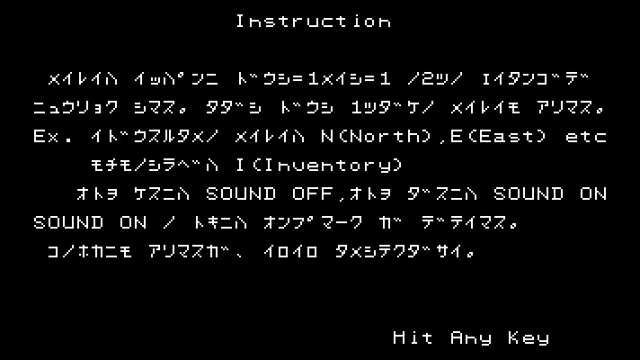 Instruction
メイレイハ イッパンニ ドウシ=1メイシ=1 ノ2ツノ エイタンゴデ
ニュウリョク シマス。タダシ ドウシ 1ツダケノ メイレイモ アリマス。
Ex. イドウスルタメノ メイレイハ N(North),E(East) etc
モチモノシラベハ I(Inventory)
オトヲ ケスニハ SOUND OFF,オトヲ ダスニハ SOUND ON
SOUND ON ノ トキニハ オンプマーク ガ デテイマス。
コノホカニモ アリマスガ、イロイロ タメシテクダサイ。
Hit Any Key